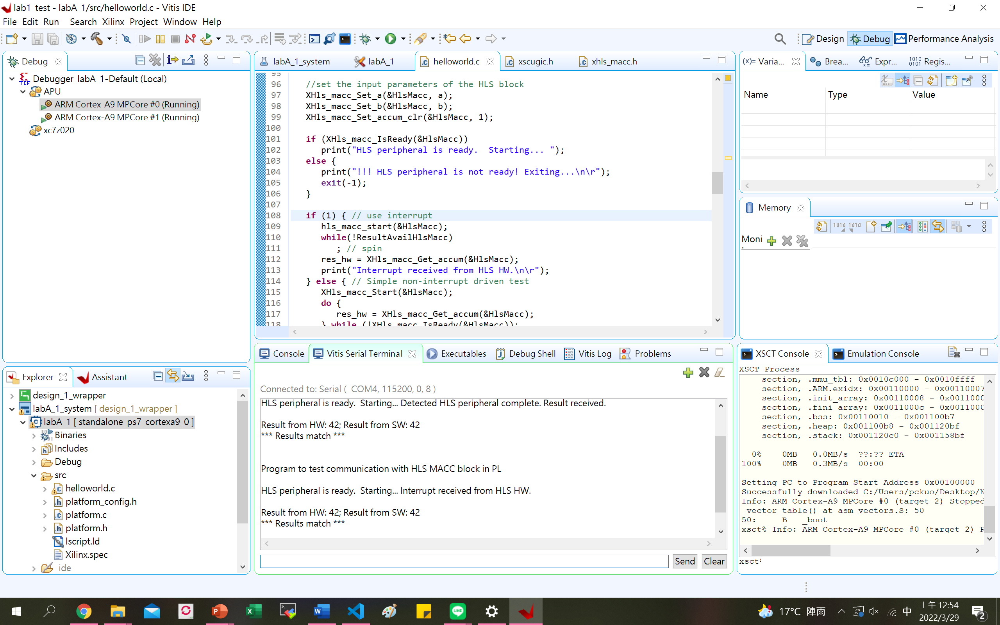 lab1_test - labA_1/src/helloworld.c - Vitis IDE
File Edit Run Search Xilinx Project Window Help
Design Debug Performance Analysis
Debug
Debugger_labA_1-Default (Local)
APU
ARM Cortex-A9 MPCore #0 (Running)
ARM Cortex-A9 MPCore #1 (Running)
xc7z020
labA_1_system labA_1 helloworld.c xscugic.h xhls_macc.h
95
96 //set the input parameters of the HLS block
97 XHls_macc_Set_a(&HlsMacc, a);
98 XHls_macc_Set_b(&HlsMacc, b);
99 XHls_macc_Set_accum_clr(&HlsMacc, 1);
100
101 if (XHls_macc_IsReady(&HlsMacc))
102 print("HLS peripheral is ready.  Starting... ");
103 else {
104 print("!!! HLS peripheral is not ready! Exiting...\n\r");
105 exit(-1);
106 }
107
108 if (1) { // use interrupt
109 hls_macc_start(&HlsMacc);
110 while(!ResultAvailHlsMacc)
111 ; // spin
112 res_hw = XHls_macc_Get_accum(&HlsMacc);
113 print("Interrupt received from HLS HW.\n\r");
114 } else { // Simple non-interrupt driven test
115 XHls_macc_Start(&HlsMacc);
116 do {
117 res_hw = XHls_macc_Get_accum(&HlsMacc);
118 } while (!XHls_macc_IsReady(&HlsMacc));
(x)= Varia... Brea... Expr... Regis...
Name Type Value
Memory
Moni
Explorer Assistant
design_1_wrapper
labA_1_system [ design_1_wrapper ]
labA_1 [ standalone_ps7_cortexa9_0 ]
Binaries
Includes
Debug
src
helloworld.c
platform_config.h
platform.c
platform.h
lscript.ld
Xilinx.spec
_ide
Console Vitis Serial Terminal Executables Debug Shell Vitis Log Problems
Connected to: Serial (  COM4, 115200, 0, 8 )
HLS peripheral is ready.  Starting... Detected HLS peripheral complete. Result received.
Result from HW: 42; Result from SW: 42
*** Results match ***
Program to test communication with HLS MACC block in PL
HLS peripheral is ready.  Starting... Interrupt received from HLS HW.
Result from HW: 42; Result from SW: 42
*** Results match ***
Send Clear
XSCT Console Emulation Console
XSCT Process
section, .mmu_tbl: 0x0010c000 - 0x0010ffff
section, .ARM.exidx: 0x00110000 - 0x00110007
section, .init_array: 0x00110008 - 0x0011000
section, .fini_array: 0x0011000c - 0x0011000
section, .bss: 0x00110010 - 0x001100b7
section, .heap: 0x001100b8 - 0x001120bf
section, .stack: 0x001120c0 - 0x001158bf
0% 0MB 0.0MB/s ??:?? ETA
100% 0MB 0.3MB/s 00:00
Setting PC to Program Start Address 0x00100000
Successfully downloaded C:/Users/pckuo/Desktop/N
Info: ARM Cortex-A9 MPCore #0 (target 2) Stopped
_vector_table() at asm_vectors.S: 50
50: B _boot
xsct% Info: ARM Cortex-A9 MPCore #0 (target 2) R
xsct%
17°C 陣雨
中
上午 12:54
2022/3/29
2